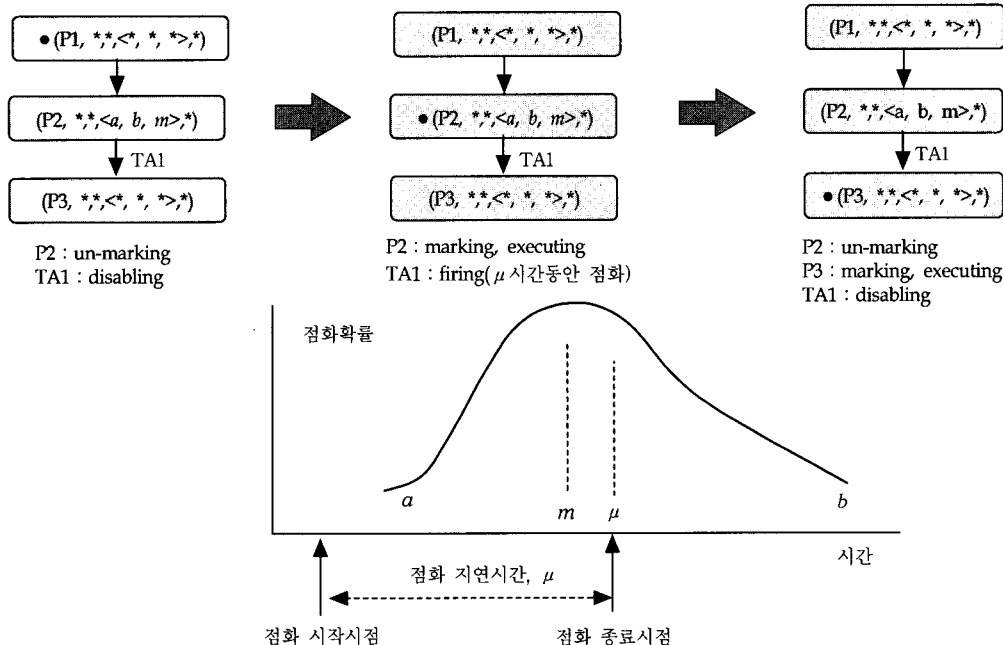 ●(P1, *,*,<*, *, *>,*)
(P2, *,*,<a, b, m>,*)
TA1
(P3, *,*,<*, *, *>,*)
P2 : un-marking
TA1 : disabling
(P1, *,*,<*, *, *>,*)
●(P2, *,*,<a, b, m>,*)
TA1
(P3, *,*,<*, *, *>,*)
P2 : marking, executing
TA1 : firing(μ시간동안 점화)
(P1, *,*,<*, *, *>,*)
(P2, *,*,<a, b, m>,*)
TA1
●(P3, *,*,<*, *, *>,*)
P2 : un-marking
P3 : marking, executing
TA1 : disabling
점화확률
a
m
μ
b
시간
점화 지연시간, μ
점화 시작시점
점화 종료시점